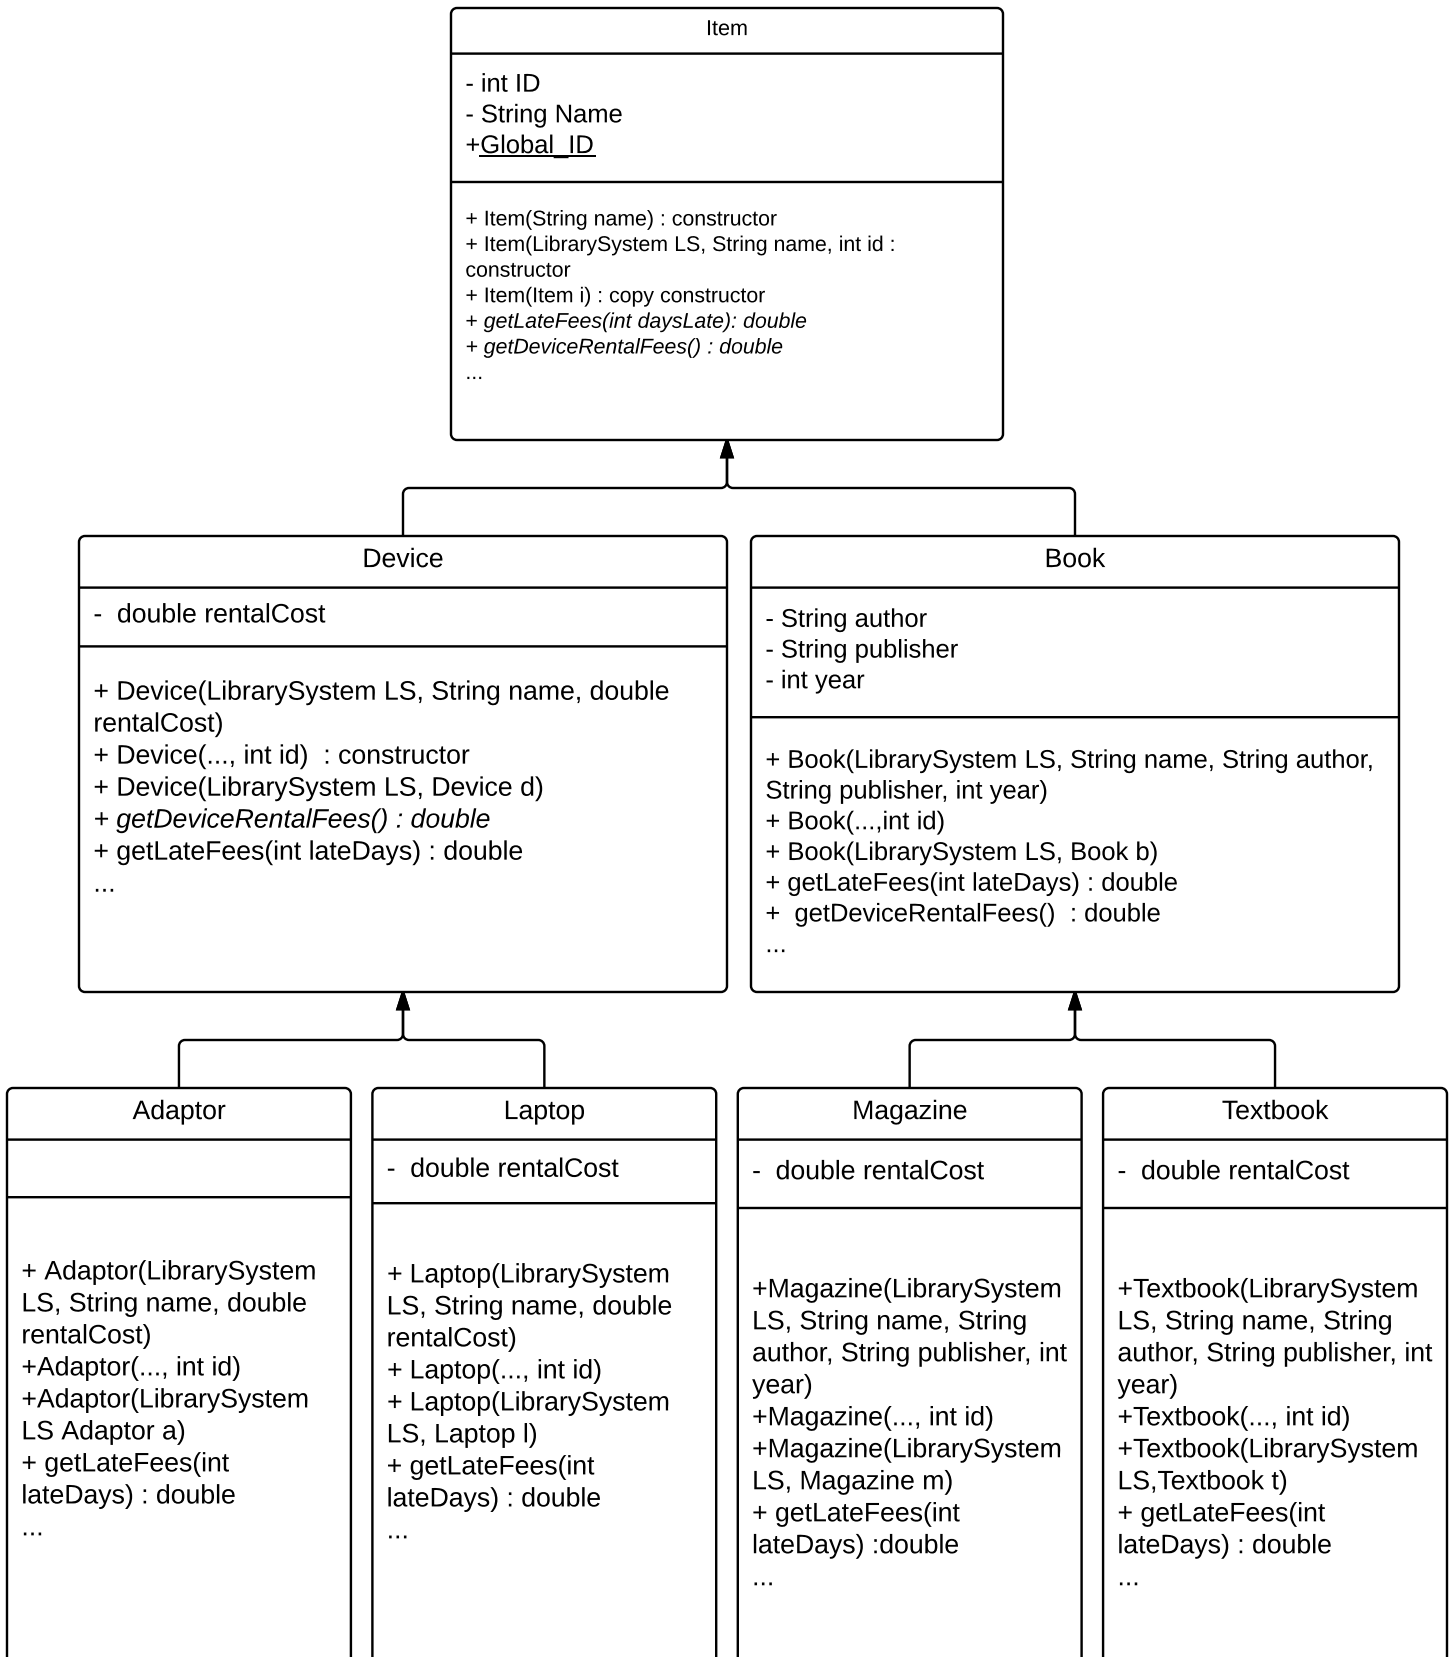 Item
- int ID
- String Name
+Global_ID
+ Item(String name) : constructor
+ Item(LibrarySystem LS, String name, int id :
constructor
+ Item(Item i) : copy constructor
+ getLateFees(int daysLate): double
+ getDeviceRentalFees() : double
...
Device
-  double rentalCost
+ Device(LibrarySystem LS, String name, double
rentalCost)
+ Device(..., int id)  : constructor
+ Device(LibrarySystem LS, Device d)
+ getDeviceRentalFees() : double
+ getLateFees(int lateDays) : double
...
Book
- String author
- String publisher
- int year
+ Book(LibrarySystem LS, String name, String author,
String publisher, int year)
+ Book(...,int id)
+ Book(LibrarySystem LS, Book b)
+ getLateFees(int lateDays) : double
+  getDeviceRentalFees()  : double
...
Adaptor
+ Adaptor(LibrarySystem
LS, String name, double
rentalCost)
+Adaptor(..., int id)
+Adaptor(LibrarySystem
LS Adaptor a)
+ getLateFees(int
lateDays) : double
...
Laptop
-  double rentalCost
+ Laptop(LibrarySystem
LS, String name, double
rentalCost)
+ Laptop(..., int id)
+ Laptop(LibrarySystem
LS, Laptop l)
+ getLateFees(int
lateDays) : double
...
Magazine
-  double rentalCost
+Magazine(LibrarySystem
LS, String name, String
author, String publisher, int
year)
+Magazine(..., int id)
+Magazine(LibrarySystem
LS, Magazine m)
+ getLateFees(int
lateDays) :double
...
Textbook
-  double rentalCost
+Textbook(LibrarySystem
LS, String name, String
author, String publisher, int
year)
+Textbook(..., int id)
+Textbook(LibrarySystem
LS,Textbook t)
+ getLateFees(int
lateDays) : double
...